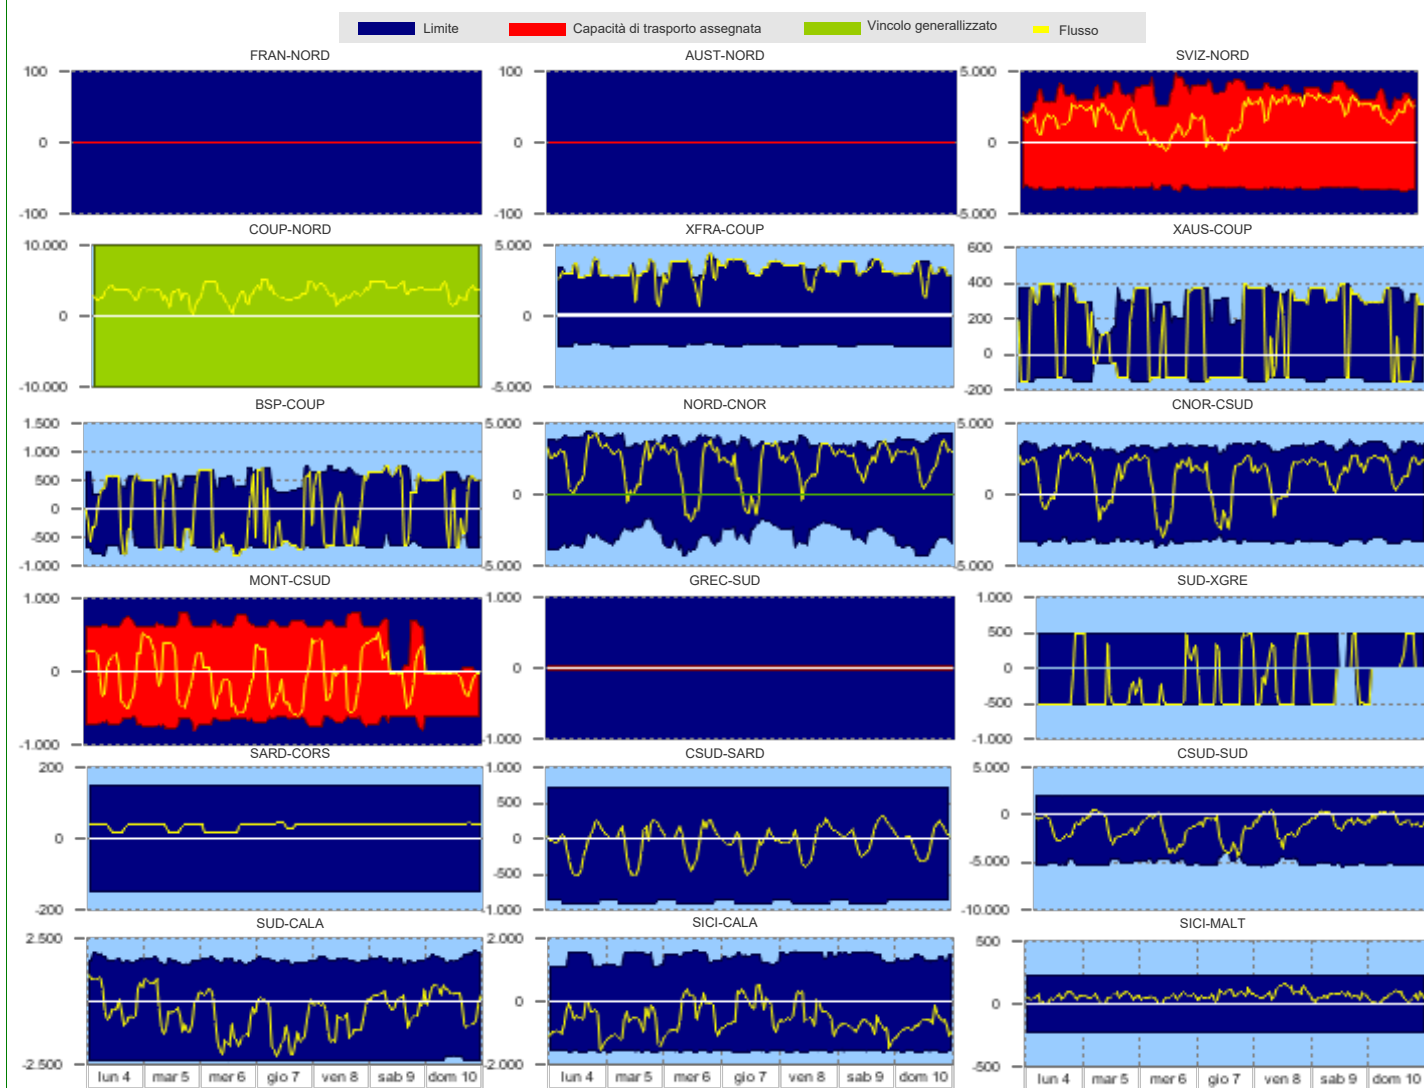 Limite Capacità di trasporto assegnata Vincolo generallizzato Flusso
FRAN-NORD AUST-NORD SVIZ-NORD
100 100 5.000
0 0 0
-100 -100 -5.000
COUP-NORD XFRA-COUP XAUS-COUP
10.000 5.000 600
400
0 0 200
0
-10.000 -5.000 -200
BSP-COUP NORD-CNOR CNOR-CSUD
1.500 5.000 5.000
1.000
500
0 0 0
-500
-1.000 -5.000 -5.000
MONT-CSUD GREC-SUD SUD-XGRE
1.000 1.000 1.000
500
0 0 0
-500
-1.000 -1.000 -1.000
SARD-CORS CSUD-SARD CSUD-SUD
200 1.000 5.000
500 0
0 0
-500 -5.000
-200 -1.000 -10.000
SUD-CALA SICI-CALA SICI-MALT
2.500 2.000 500
0 0 0
-2.500 -2.000 -500
lun 4 mar 5 mer 6 gio 7 ven 8 sab 9 dom 10 lun 4 mar 5 mer 6 gio 7 ven 8 sab 9 dom 10 lun 4 mar 5 mer 6 gio 7 ven 8 sab 9 dom 10